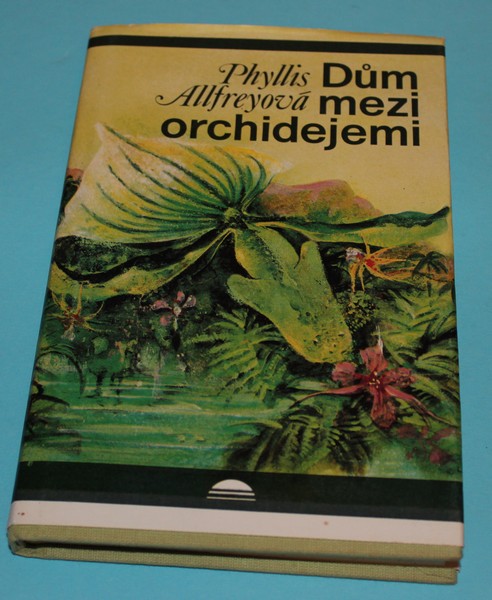 Phyllis
Allfreyová
Dům
mezi
orchidejemi